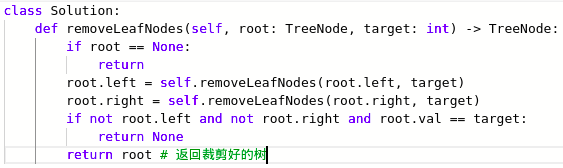 class Solution:
    def removeLeafNodes(self, root: TreeNode, target: int) -> TreeNode:
        if root == None:
            return
        root.left = self.removeLeafNodes(root.left, target)
        root.right = self.removeLeafNodes(root.right, target)
        if not root.left and not root.right and root.val == target:
            return None
        return root # 返回裁剪好的树